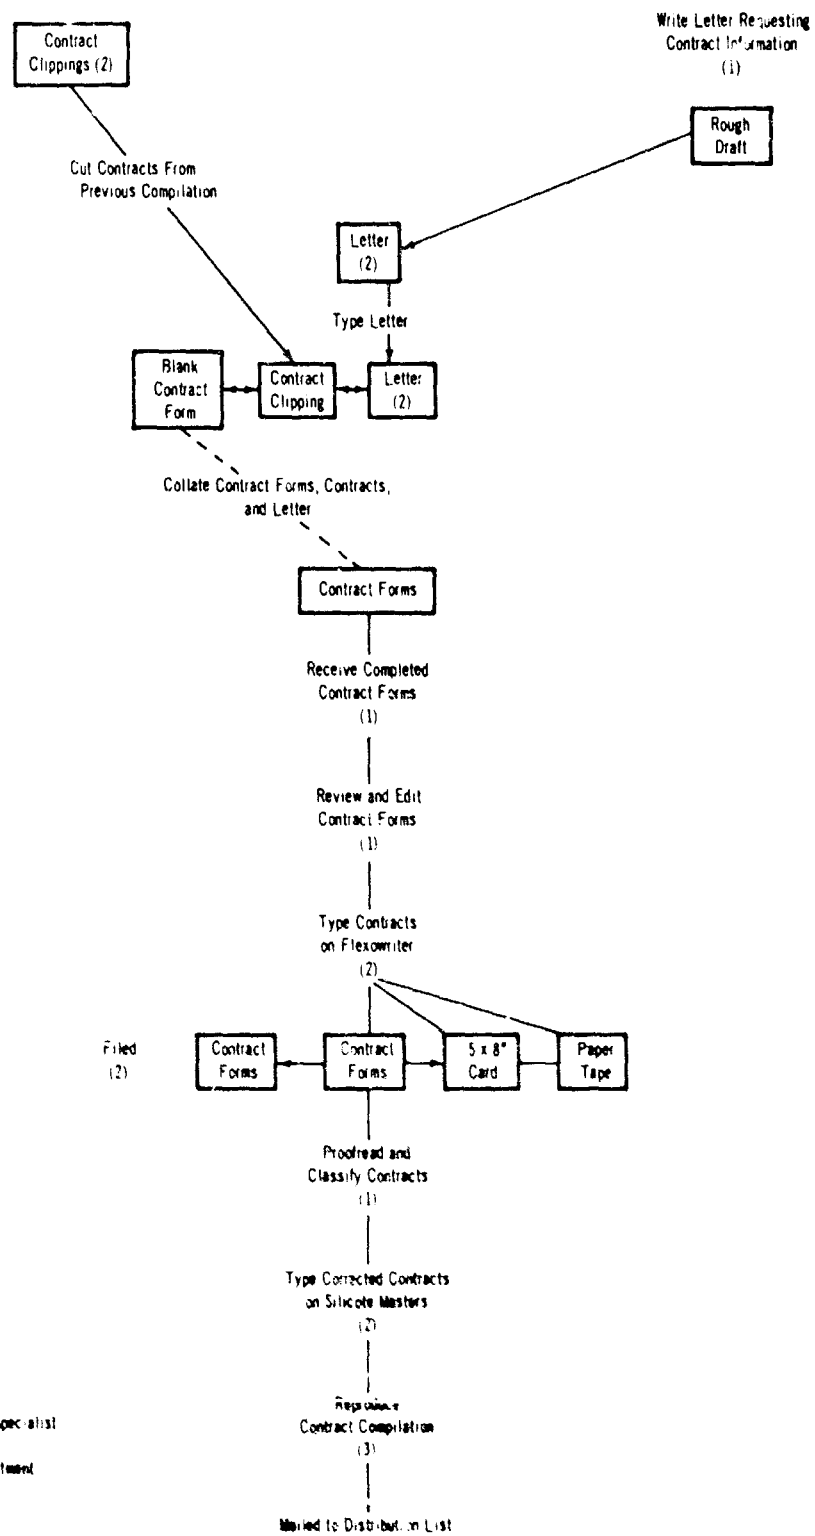 Contract
Clippings (2)
Write Letter Requesting
Contract Information
(1)
Rough
Draft
Cut Contracts From
Previous Compilation
Letter
(2)
Type Letter
Blank
Contract
Form
Contract
Clipping
Letter
(2)
Collate Contract Forms, Contracts,
and Letter
Contract Forms
Receive Completed
Contract Forms
(1)
Review and Edit
Contract Forms
(1)
Type Contracts
on Flexowriter
(2)
Filed
(2)
Contract
Forms
Contract
Forms
5 x 8"
Card
Paper
Tape
Proofread and
Classify Contracts
(1)
Type Corrected Contracts
on Silicote Masters
(2)
Reproduce
Contract Compilation
(3)
pecialist
tment
Mailed to Distribution List